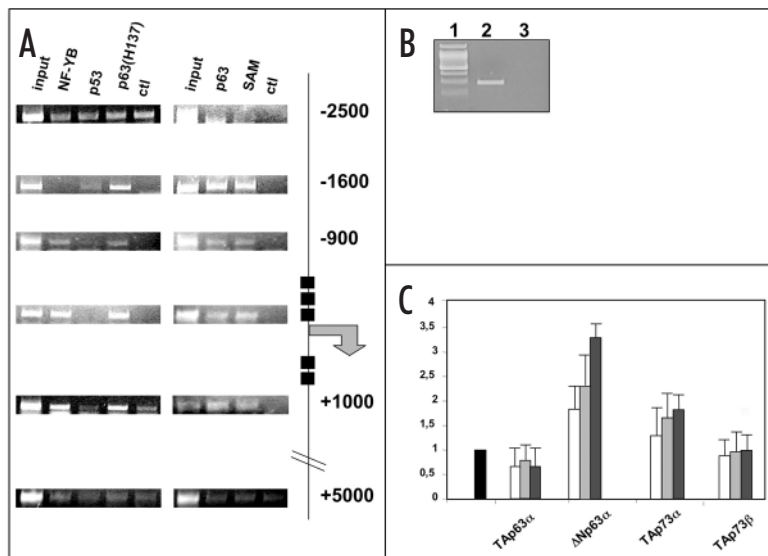 A
input NF-YB p53 p63(H137) ctl
input p63 SAM ctl
-2500
-1600
-900
+1000
+5000
B
1 2 3
C
4
3,5
3
2,5
2
1,5
1
0,5
0
TAp63α ΔNp63α TAp73α TAp73β